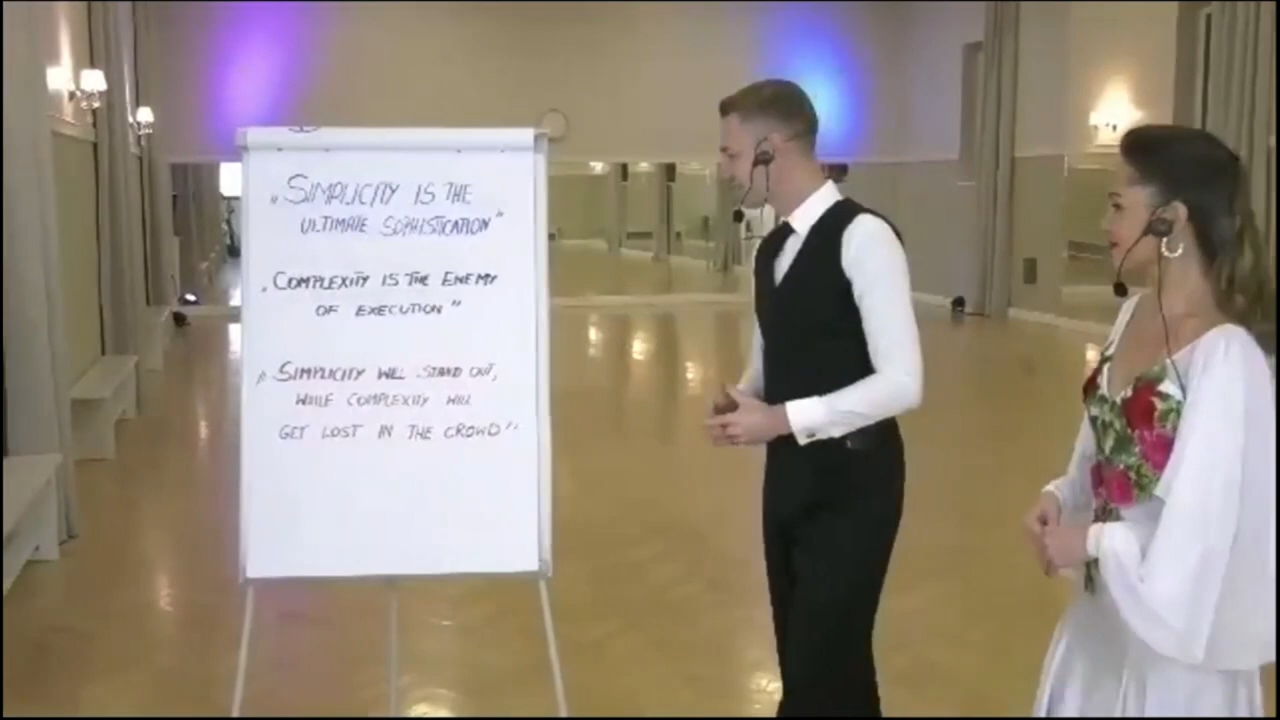 „SIMPLICITY IS THE
ULTIMATE SOPHISTICATION"
„COMPLEXITY IS THE ENEMY
OF EXECUTION"
„SIMPLICITY WILL STAND OUT,
WHILE COMPLEXITY WILL
GET LOST IN THE CROWD"